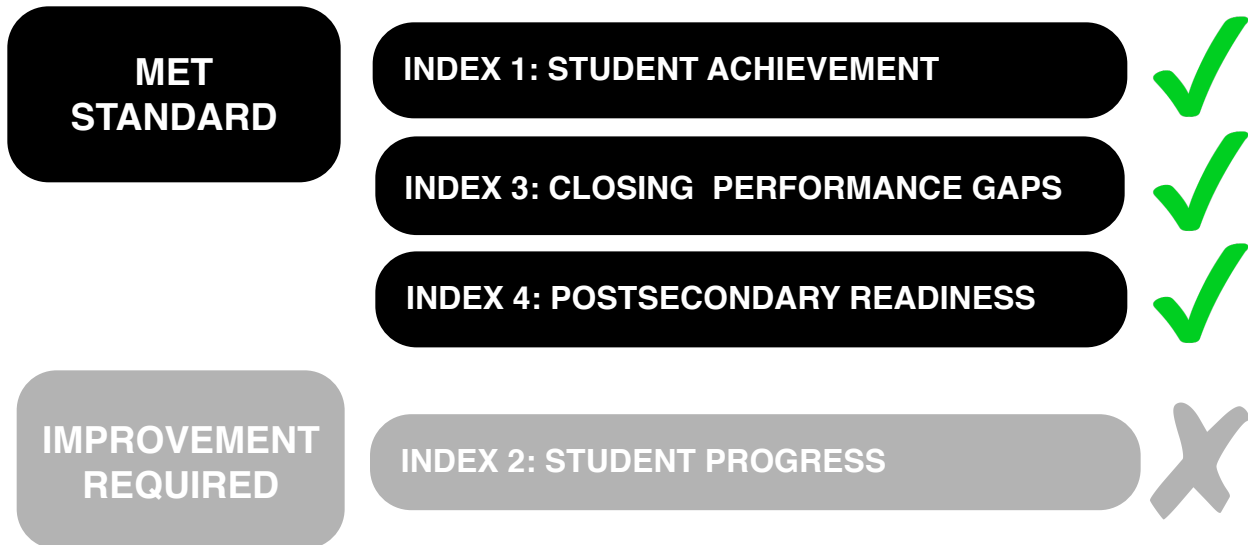 MET
STANDARD
INDEX 1: STUDENT ACHIEVEMENT
INDEX 3: CLOSING  PERFORMANCE GAPS
INDEX 4: POSTSECONDARY READINESS
IMPROVEMENT
REQUIRED
INDEX 2: STUDENT PROGRESS